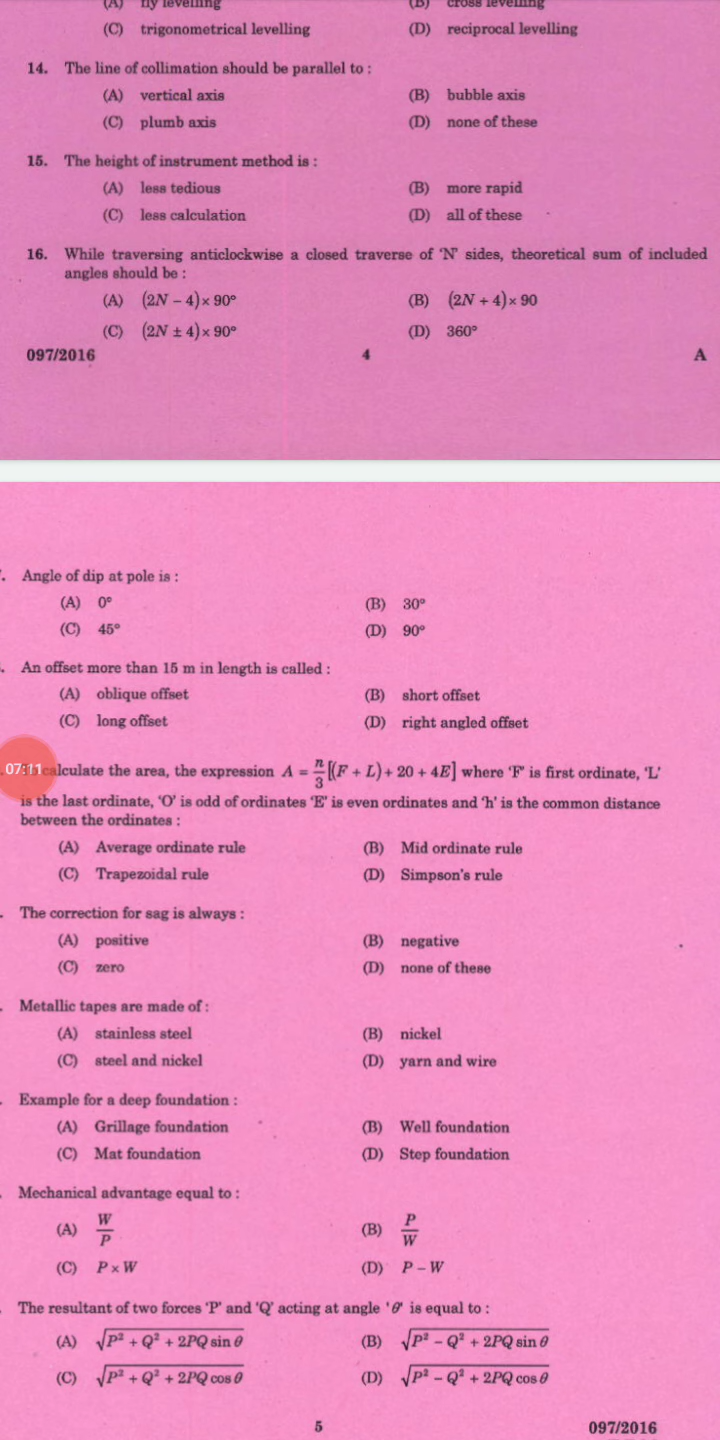 (A) fly levelling (B) cross levelling
(C) trigonometrical levelling (D) reciprocal levelling
14. The line of collimation should be parallel to :
(A) vertical axis (B) bubble axis
(C) plumb axis (D) none of these
15. The height of instrument method is :
(A) less tedious (B) more rapid
(C) less calculation (D) all of these
16. While traversing anticlockwise a closed traverse of 'N' sides, theoretical sum of included
angles should be :
(A) (2N – 4) × 90° (B) (2N + 4) × 90
(C) (2N ± 4) × 90° (D) 360°
097/2016 4 A
. Angle of dip at pole is :
(A) 0° (B) 30°
(C) 45° (D) 90°
. An offset more than 15 m in length is called :
(A) oblique offset (B) short offset
(C) long offset (D) right angled offset
07:11 calculate the area, the expression A = n/3 [(F + L) + 20 + 4E] where 'F' is first ordinate, 'L'
is the last ordinate, 'O' is odd of ordinates 'E' is even ordinates and 'h' is the common distance
between the ordinates :
(A) Average ordinate rule (B) Mid ordinate rule
(C) Trapezoidal rule (D) Simpson's rule
. The correction for sag is always :
(A) positive (B) negative
(C) zero (D) none of these
. Metallic tapes are made of :
(A) stainless steel (B) nickel
(C) steel and nickel (D) yarn and wire
. Example for a deep foundation :
(A) Grillage foundation (B) Well foundation
(C) Mat foundation (D) Step foundation
. Mechanical advantage equal to :
(A) W/P (B) P/W
(C) P × W (D) P – W
. The resultant of two forces 'P' and 'Q' acting at angle 'θ' is equal to :
(A) √(P² + Q² + 2PQ sin θ) (B) √(P² – Q² + 2PQ sin θ)
(C) √(P² + Q² + 2PQ cos θ) (D) √(P² – Q² + 2PQ cos θ)
5 097/2016